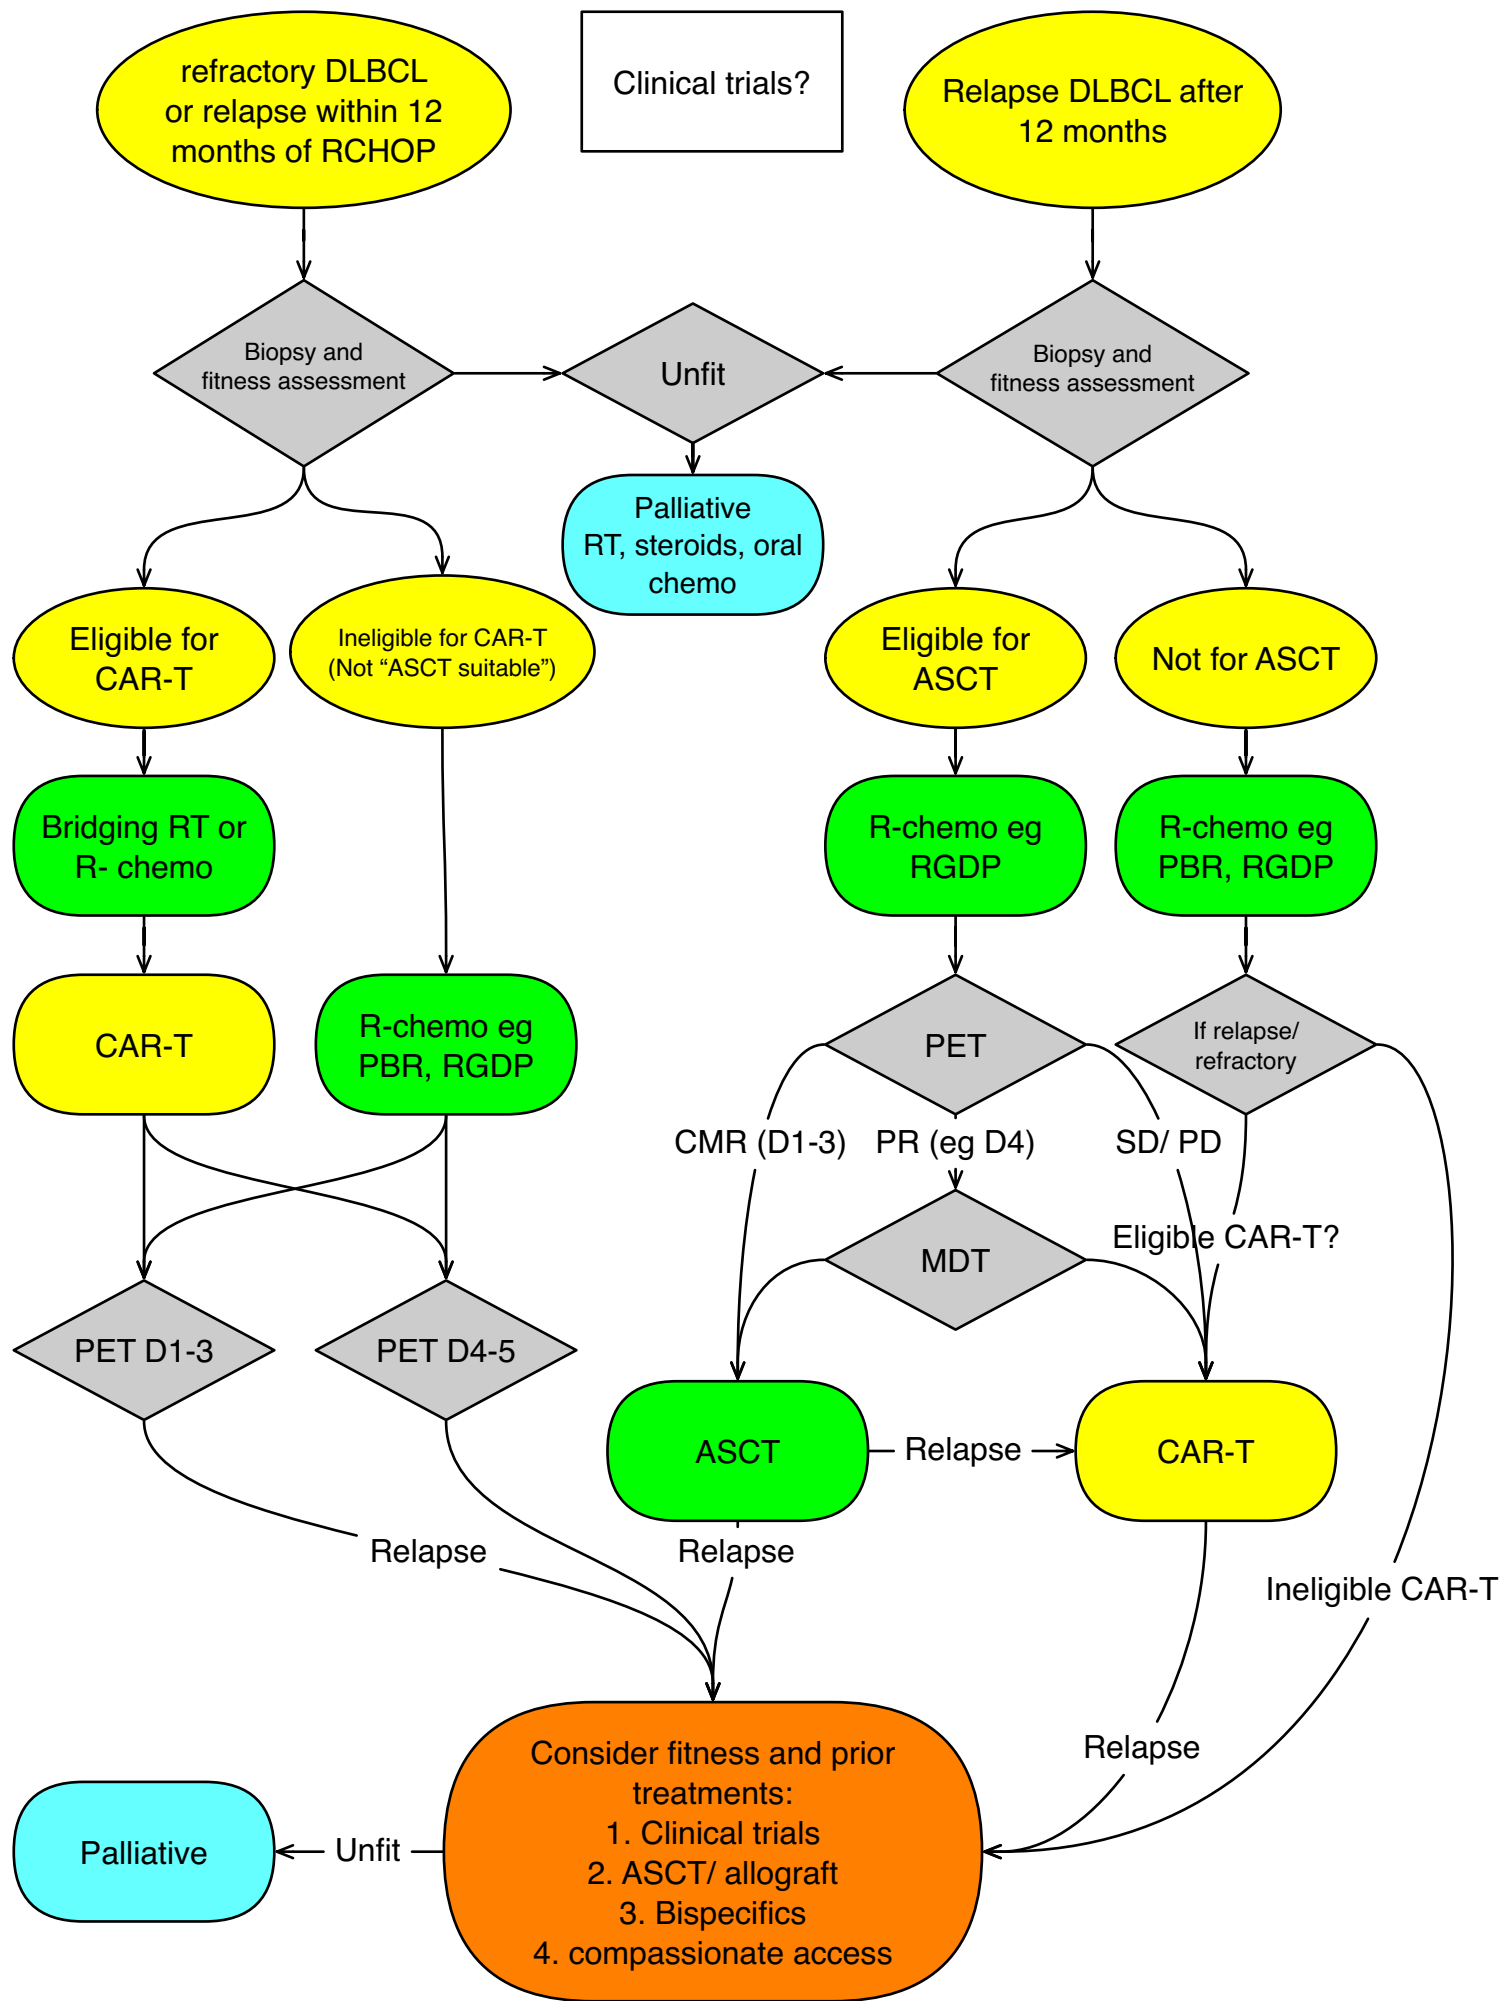 refractory DLBCL
or relapse within 12
months of RCHOP
Clinical trials?
Relapse DLBCL after
12 months
Biopsy and
fitness assessment
Unfit
Biopsy and
fitness assessment
Palliative
RT, steroids, oral
chemo
Eligible for
CAR-T
Ineligible for CAR-T
(Not “ASCT suitable”)
Eligible for
ASCT
Not for ASCT
Bridging RT or
R- chemo
R-chemo eg
RGDP
R-chemo eg
PBR, RGDP
CAR-T
R-chemo eg
PBR, RGDP
PET
If relapse/
refractory
CMR (D1-3)
PR (eg D4)
SD/ PD
Eligible CAR-T?
MDT
PET D1-3
PET D4-5
ASCT
Relapse
CAR-T
Relapse
Relapse
Ineligible CAR-T
Relapse
Consider fitness and prior
treatments:
1. Clinical trials
2. ASCT/ allograft
3. Bispecifics
4. compassionate access
Unfit
Palliative